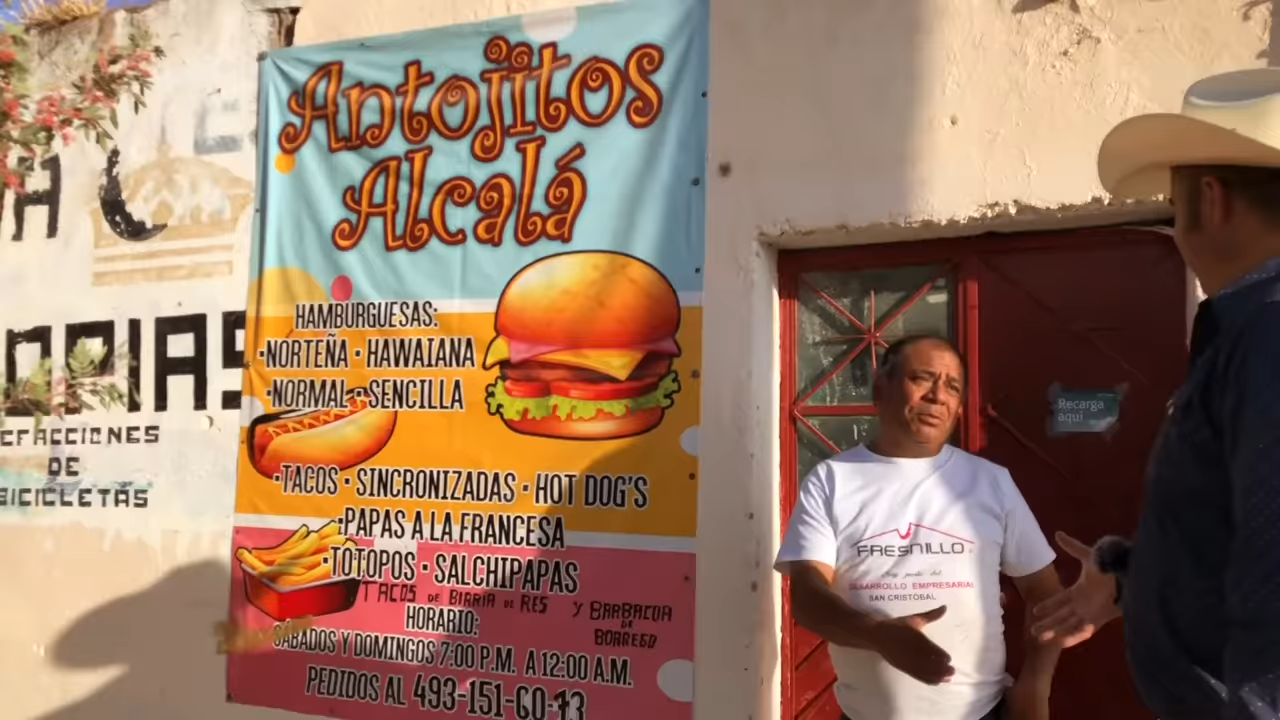 Antojitos
Alcalá
HAMBURGUESAS:
·NORTEÑA · HAWAIANA
·NORMAL · SENCILLA
·TACOS · SINCRONIZADAS · HOT DOG'S
·PAPAS A LA FRANCESA
·TOTOPOS · SALCHIPAPAS
TACOS DE BIRRIA DE RES Y BARBACOA
DE
BORREGO
HORARIO:
SÁBADOS Y DOMINGOS 7:00 P.M. A 12:00 A.M.
PEDIDOS AL 493-151-60-13
DE
BICICLETAS
Recarga
aquí
FRESNILLO
DESARROLLO EMPRESARIAL
SAN CRISTOBAL